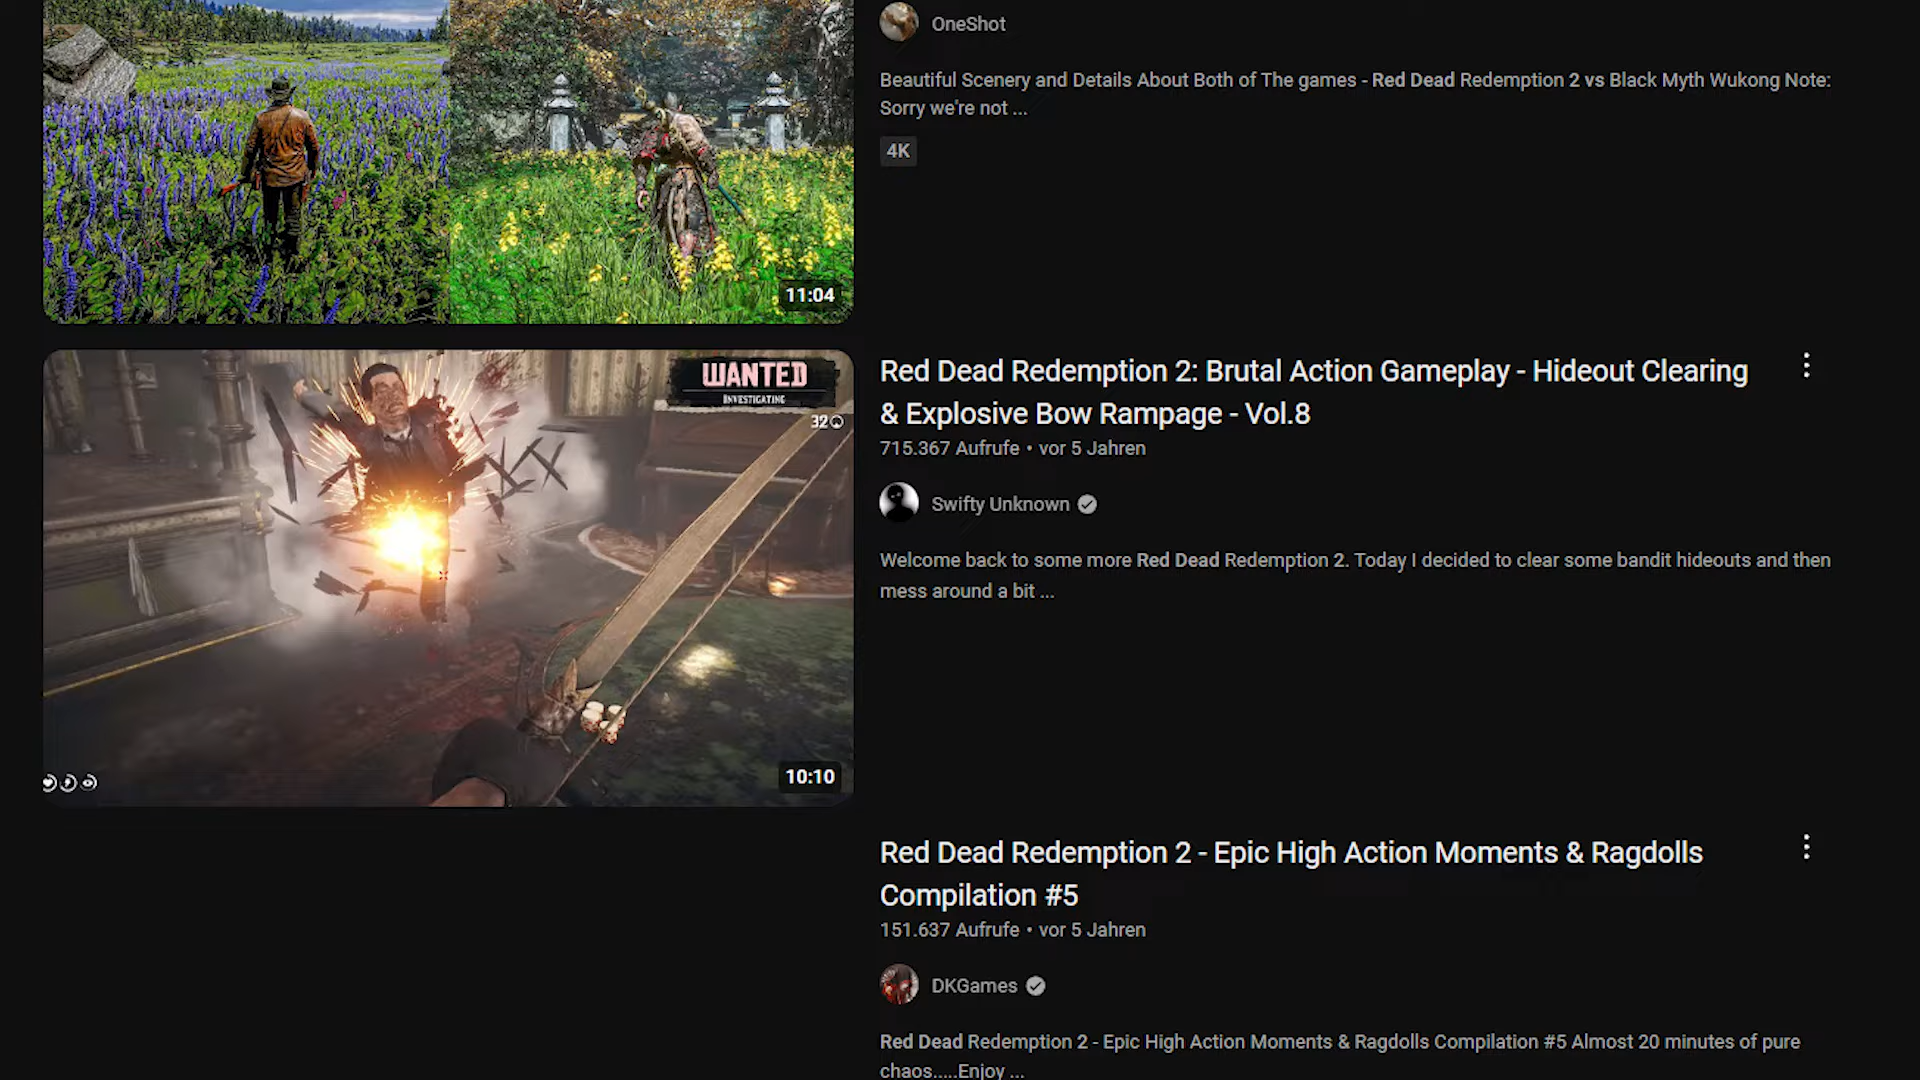 OneShot
Beautiful Scenery and Details About Both of The games - Red Dead Redemption 2 vs Black Myth Wukong Note:
Sorry we're not ...
4K
11:04
WANTED
INVESTIGATING
32
10:10
Red Dead Redemption 2: Brutal Action Gameplay - Hideout Clearing
& Explosive Bow Rampage - Vol.8
715.367 Aufrufe • vor 5 Jahren
Swifty Unknown
Welcome back to some more Red Dead Redemption 2. Today I decided to clear some bandit hideouts and then
mess around a bit ...
Red Dead Redemption 2 - Epic High Action Moments & Ragdolls
Compilation #5
151.637 Aufrufe • vor 5 Jahren
DKGames
Red Dead Redemption 2 - Epic High Action Moments & Ragdolls Compilation #5 Almost 20 minutes of pure
chaos.....Enjoy ...